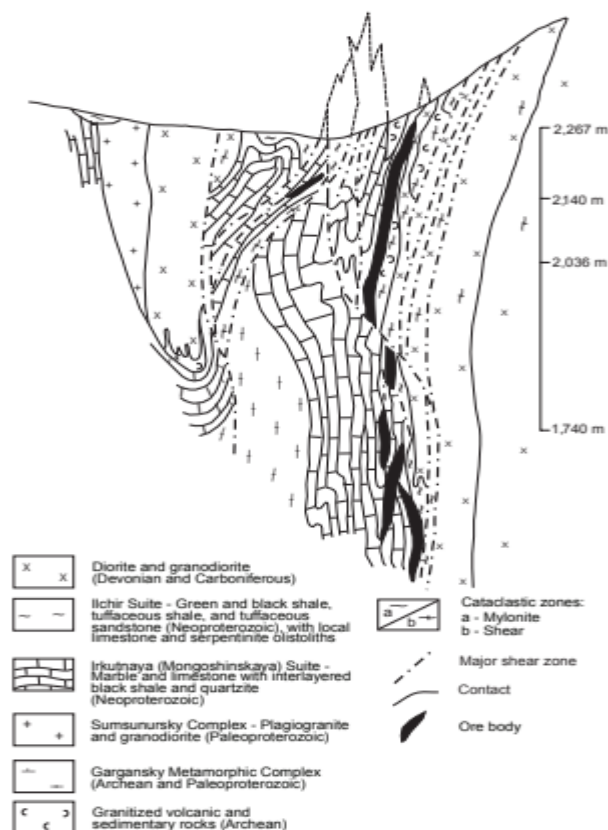 2,267 m
2,140 m
2,036 m
1,740 m
Diorite and granodiorite
(Devonian and Carboniferous)
Ilchir Suite - Green and black shale,
tuffaceous shale, and tuffaceous
sandstone (Neoproterozoic), with local
limestone and serpentinite olistoliths
Irkutnaya (Mongoshinskaya) Suite -
Marble and limestone with interlayered
black shale and quartzite
(Neoproterozoic)
Sumsunursky Complex - Plagiogranite
and granodiorite (Paleoproterozoic)
Gargansky Metamorphic Complex
(Archean and Paleoproterozoic)
Granitized volcanic and
sedimentary rocks (Archean)
a
b
Cataclastic zones:
a - Mylonite
b - Shear
Major shear zone
Contact
Ore body